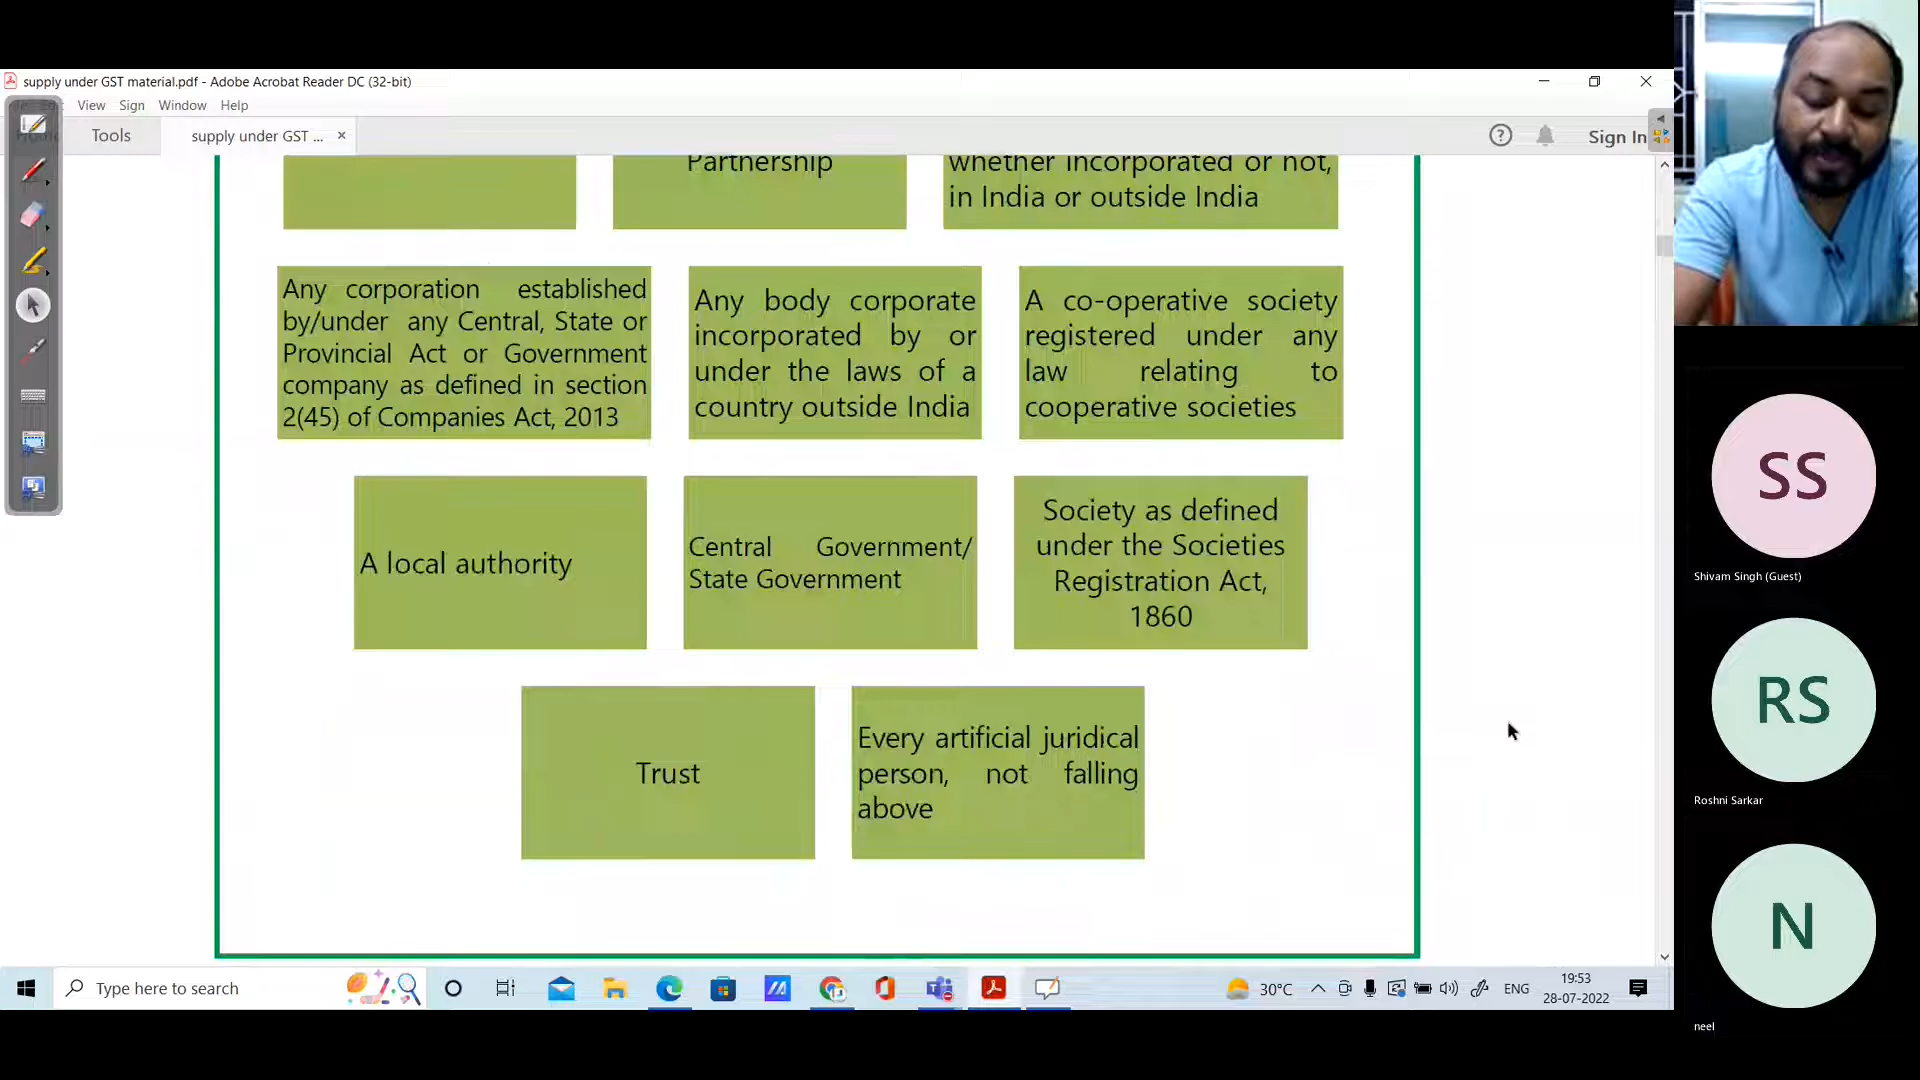 supply under GST material.pdf - Adobe Acrobat Reader DC (32-bit)
View Sign Window Help
Tools
supply under GST ... ×
Sign In
Partnership
whether incorporated or not,
in India or outside India
Any corporation established
by/under any Central, State or
Provincial Act or Government
company as defined in section
2(45) of Companies Act, 2013
Any body corporate
incorporated by or
under the laws of a
country outside India
A co-operative society
registered under any
law relating to
cooperative societies
A local authority
Central Government/
State Government
Society as defined
under the Societies
Registration Act,
1860
Trust
Every artificial juridical
person, not falling
above
SS
Shivam Singh (Guest)
RS
Roshni Sarkar
N
neel
Type here to search
30°C
ENG
19:53
28-07-2022